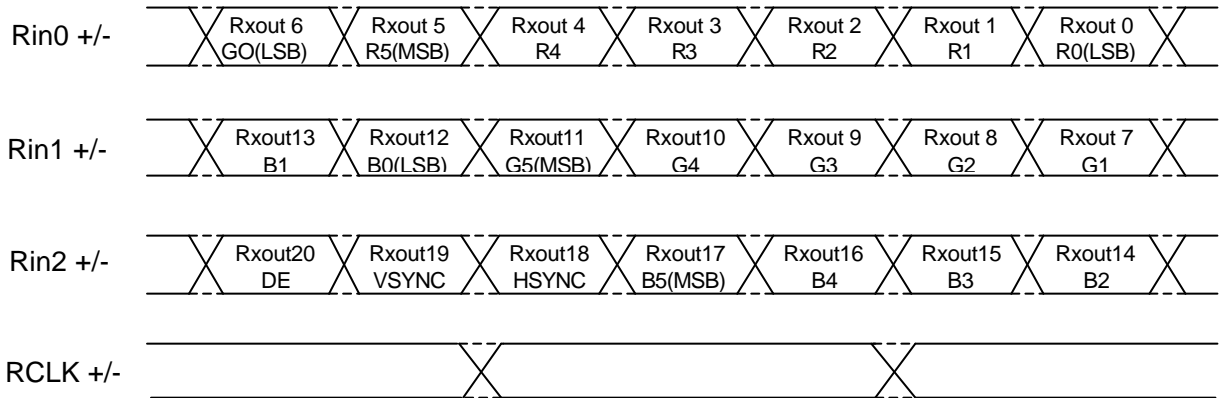 Rin0 +/-
Rxout 6 Rxout 5 Rxout 4 Rxout 3 Rxout 2 Rxout 1 Rxout 0
GO(LSB) R5(MSB) R4 R3 R2 R1 R0(LSB)
Rin1 +/-
Rxout13 Rxout12 Rxout11 Rxout10 Rxout 9 Rxout 8 Rxout 7
B1 B0(LSB) G5(MSB) G4 G3 G2 G1
Rin2 +/-
Rxout20 Rxout19 Rxout18 Rxout17 Rxout16 Rxout15 Rxout14
DE VSYNC HSYNC B5(MSB) B4 B3 B2
RCLK +/-